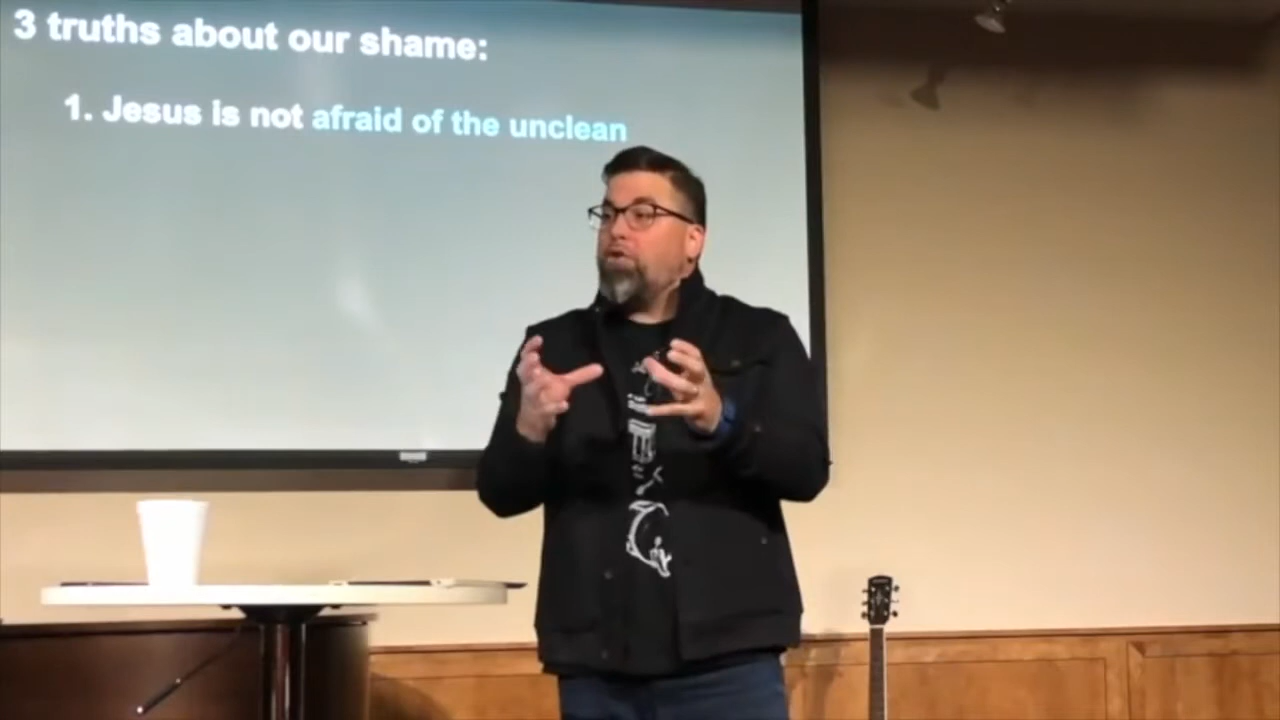 3 truths about our shame:
1. Jesus is not afraid of the unclean